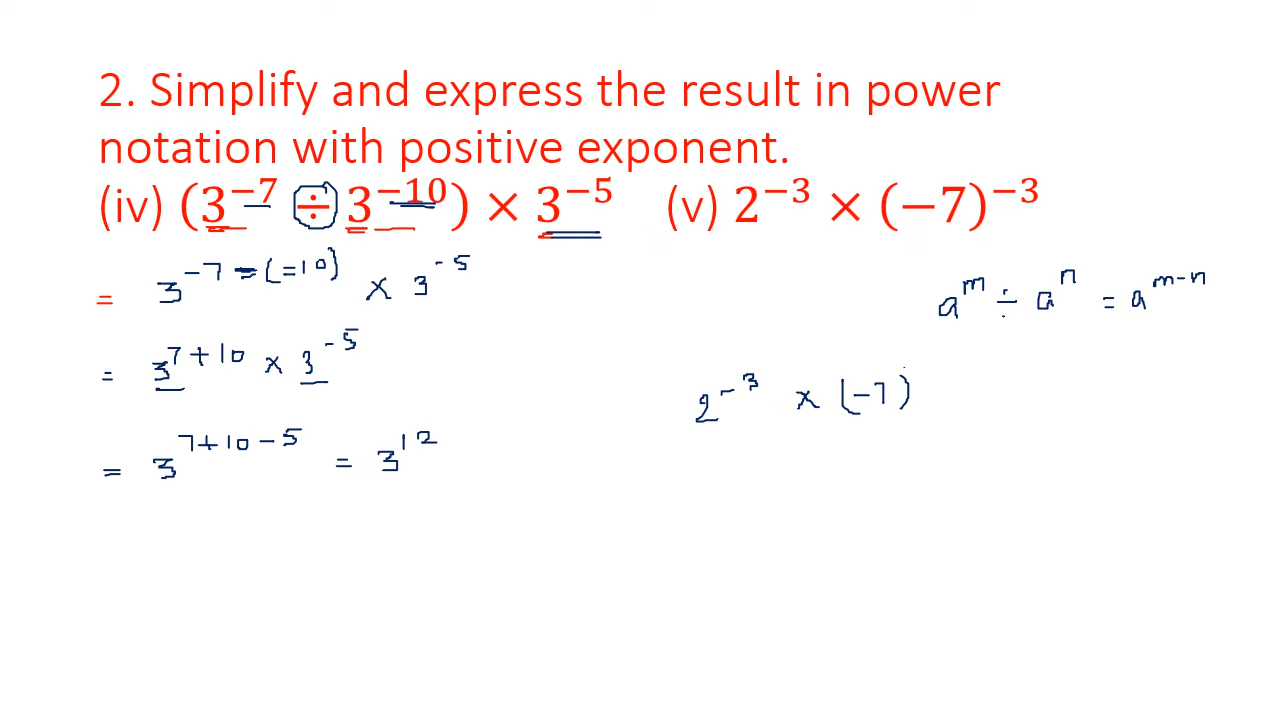 2. Simplify and express the result in power
notation with positive exponent.
(iv) (3⁻⁷ ÷ 3⁻¹⁰) × 3⁻⁵ (v) 2⁻³ × (−7)⁻³
= 3^(-7-(-10)) × 3⁻⁵
aᵐ ÷ aⁿ = aᵐ⁻ⁿ
= 3⁷⁺¹⁰ × 3⁻⁵
2⁻³ × (-7)
= 3⁷⁺¹⁰⁻⁵ = 3¹²